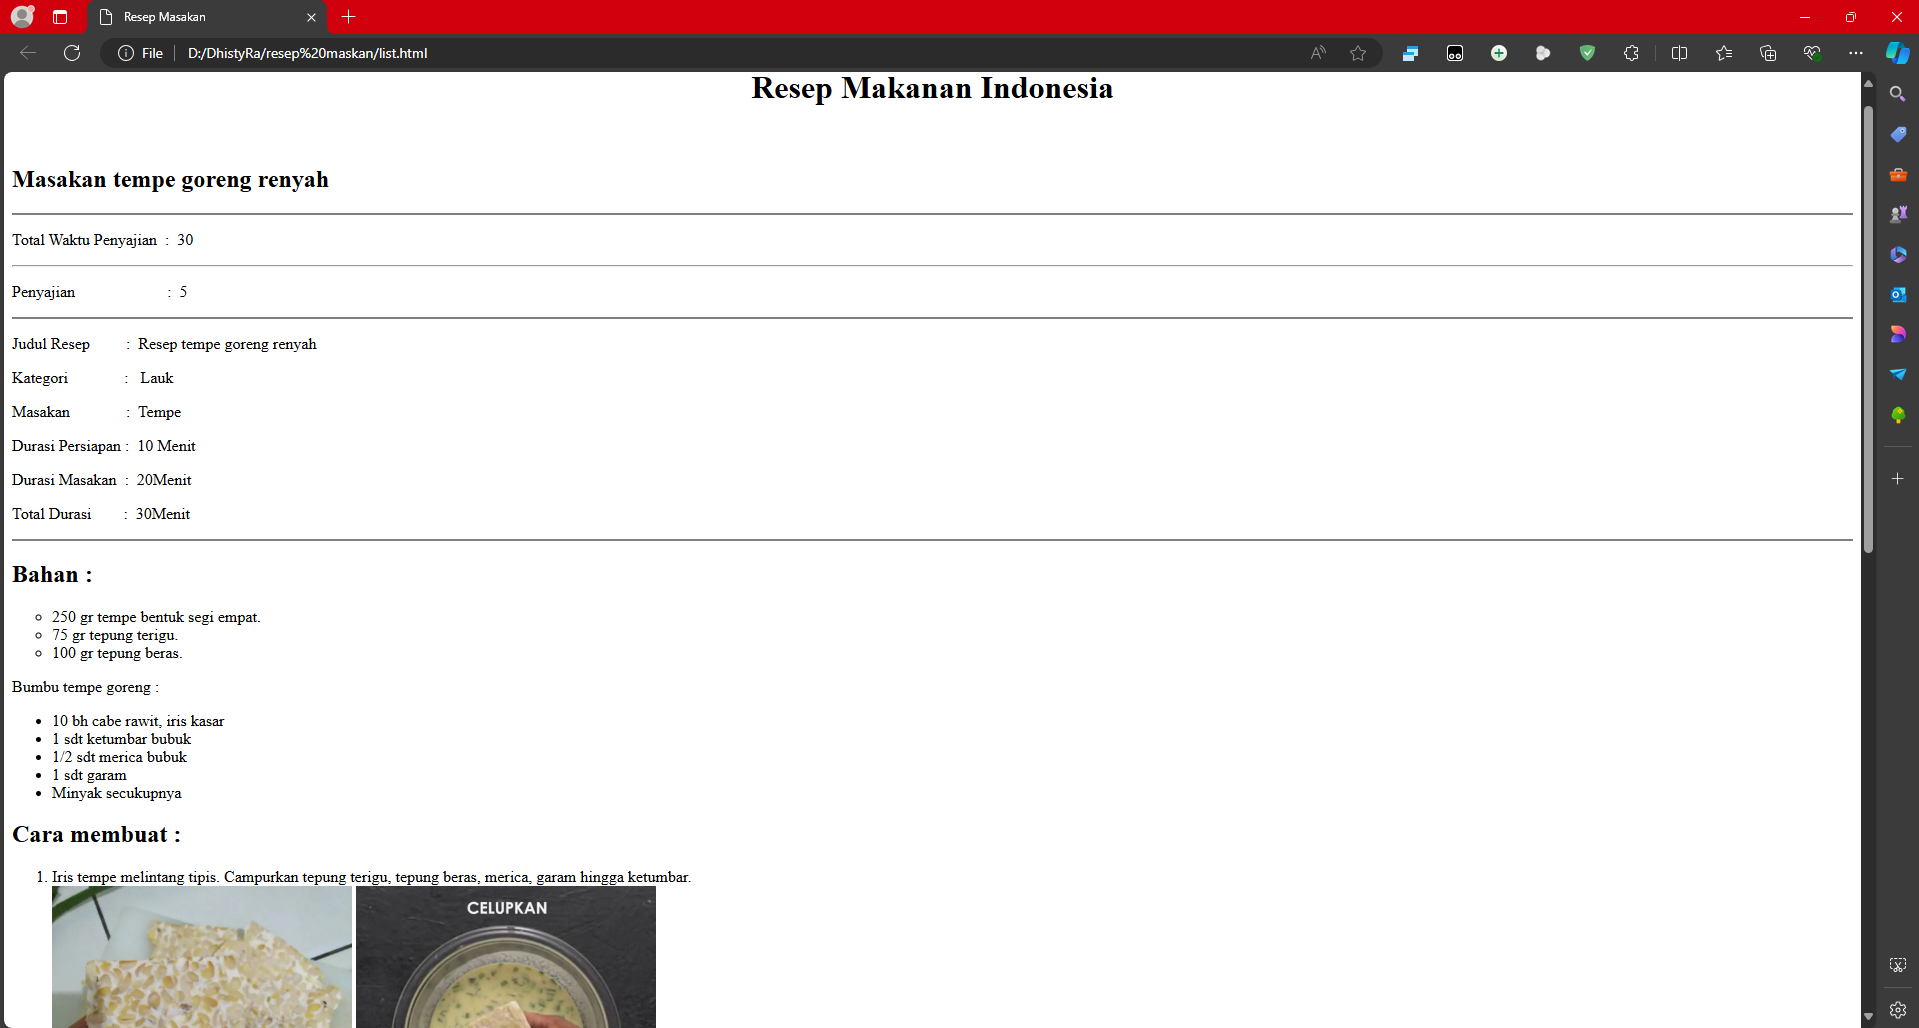 Resep Masakan
File
D:/DhistyRa/resep%20maskan/list.html
Resep Makanan Indonesia
Masakan tempe goreng renyah
Total Waktu Penyajian : 30
Penyajian : 5
Judul Resep : Resep tempe goreng renyah
Kategori : Lauk
Masakan : Tempe
Durasi Persiapan : 10 Menit
Durasi Masakan : 20Menit
Total Durasi : 30Menit
Bahan :
250 gr tempe bentuk segi empat.
75 gr tepung terigu.
100 gr tepung beras.
Bumbu tempe goreng :
10 bh cabe rawit, iris kasar
1 sdt ketumbar bubuk
1/2 sdt merica bubuk
1 sdt garam
Minyak secukupnya
Cara membuat :
1. Iris tempe melintang tipis. Campurkan tepung terigu, tepung beras, merica, garam hingga ketumbar.
CELUPKAN